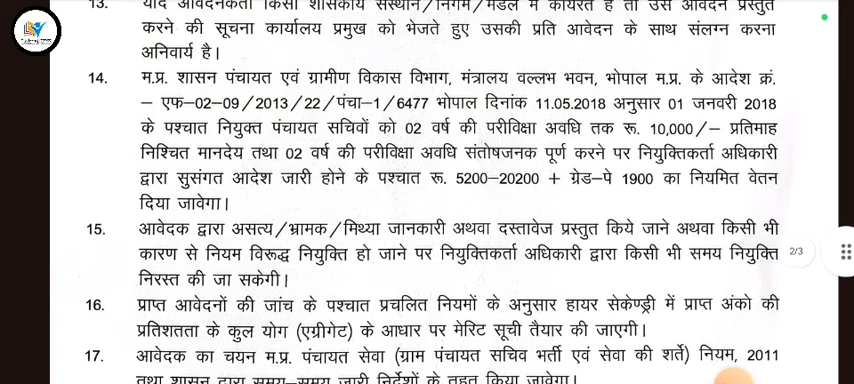 13. यदि आवेदनकर्ता किसी शासकीय संस्थान/निगम/मंडल में कार्यरत है तो उसे आवेदन प्रस्तुत
करने की सूचना कार्यालय प्रमुख को भेजते हुए उसकी प्रति आवेदन के साथ संलग्न करना
अनिवार्य है।
14. म.प्र. शासन पंचायत एवं ग्रामीण विकास विभाग, मंत्रालय वल्लभ भवन, भोपाल म.प्र. के आदेश क्रं.
– एफ–02–09/2013/22/पंचा–1/6477 भोपाल दिनांक 11.05.2018 अनुसार 01 जनवरी 2018
के पश्चात नियुक्त पंचायत सचिवों को 02 वर्ष की परीविक्षा अवधि तक रू. 10,000/– प्रतिमाह
निश्चित मानदेय तथा 02 वर्ष की परीविक्षा अवधि संतोषजनक पूर्ण करने पर नियुक्तिकर्ता अधिकारी
द्वारा सुसंगत आदेश जारी होने के पश्चात रू. 5200–20200 + ग्रेड–पे 1900 का नियमित वेतन
दिया जावेगा।
15. आवेदक द्वारा असत्य/भ्रामक/मिथ्या जानकारी अथवा दस्तावेज प्रस्तुत किये जाने अथवा किसी भी
कारण से नियम विरूद्ध नियुक्ति हो जाने पर नियुक्तिकर्ता अधिकारी द्वारा किसी भी समय नियुक्ति
निरस्त की जा सकेगी।
2/3
16. प्राप्त आवेदनों की जांच के पश्चात प्रचलित नियमों के अनुसार हायर सेकेण्ड्री में प्राप्त अंको की
प्रतिशतता के कुल योग (एग्रीगेट) के आधार पर मेरिट सूची तैयार की जाएगी।
17. आवेदक का चयन म.प्र. पंचायत सेवा (ग्राम पंचायत सचिव भर्ती एवं सेवा की शर्ते) नियम, 2011
तथा शासन द्वारा समय–समय जारी निर्देशों के तहत किया जावेगा।